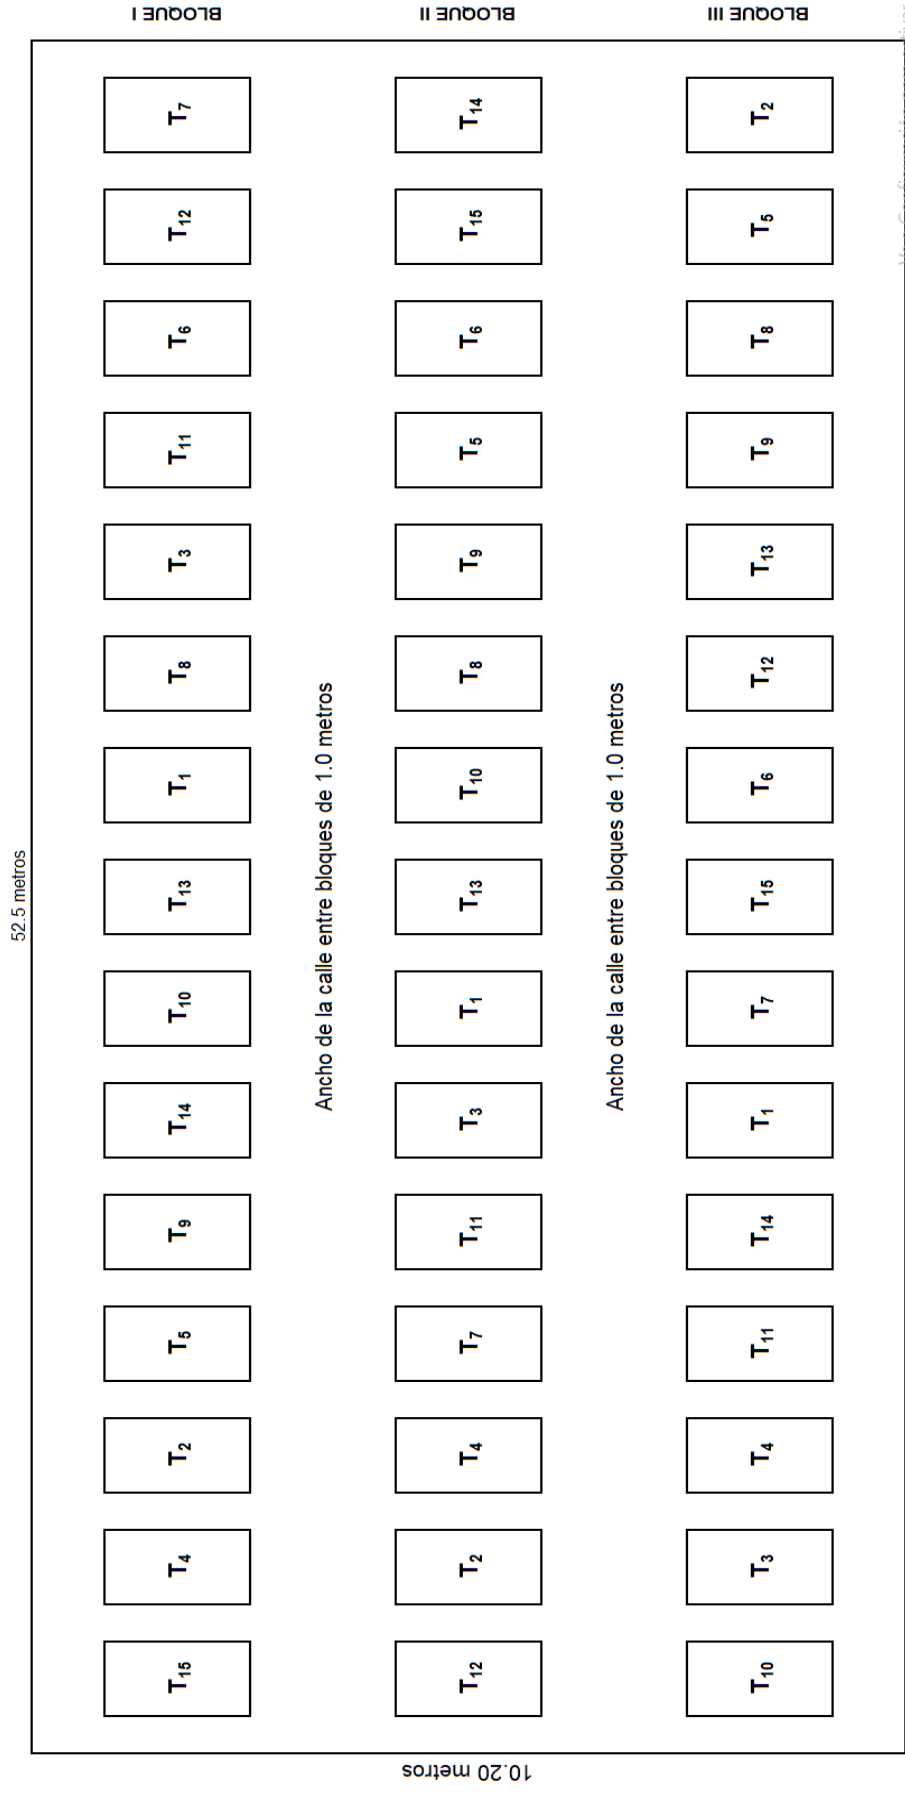 52.5 metros
BLOQUE I
T15 T4 T2 T5 T9 T14 T10 T13 T1 T8 T3 T11 T6 T12 T7
Ancho de la calle entre bloques de 1.0 metros
BLOQUE II
T12 T2 T4 T7 T11 T3 T1 T13 T10 T8 T9 T5 T6 T15 T14
Ancho de la calle entre bloques de 1.0 metros
BLOQUE III
T10 T3 T4 T11 T14 T1 T7 T15 T6 T12 T13 T9 T8 T5 T2
10.20 metros